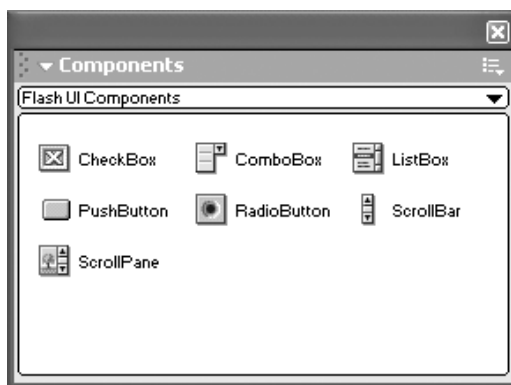 Components
Flash UI Components
CheckBox ComboBox ListBox
PushButton RadioButton ScrollBar
ScrollPane